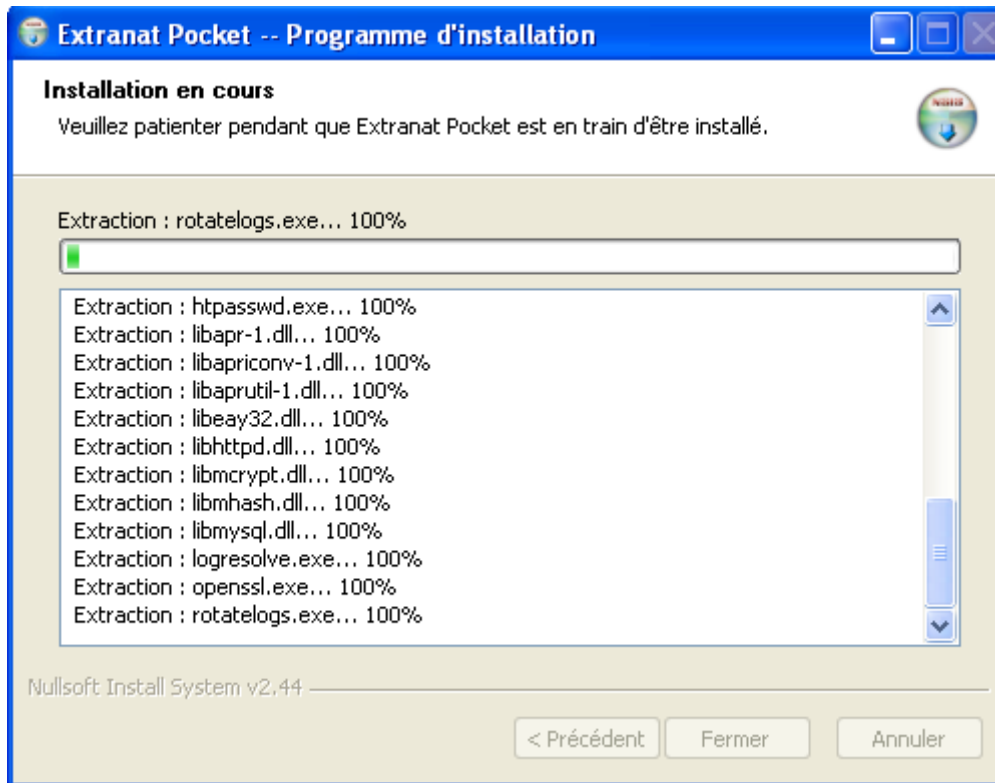 Extranat Pocket -- Programme d'installation
Installation en cours
Veuillez patienter pendant que Extranat Pocket est en train d'être installé.
Extraction : rotatelogs.exe... 100%
Extraction : htpasswd.exe... 100%
Extraction : libapr-1.dll... 100%
Extraction : libapriconv-1.dll... 100%
Extraction : libaprutil-1.dll... 100%
Extraction : libeay32.dll... 100%
Extraction : libhttpd.dll... 100%
Extraction : libmcrypt.dll... 100%
Extraction : libmhash.dll... 100%
Extraction : libmysql.dll... 100%
Extraction : logresolve.exe... 100%
Extraction : openssl.exe... 100%
Extraction : rotatelogs.exe... 100%
Nullsoft Install System v2.44
< Précédent Fermer Annuler